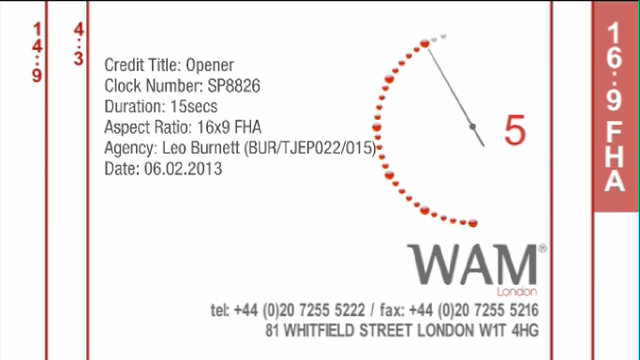 14:9
4:3
16:9 FHA
Credit Title: Opener
Clock Number: SP8826
Duration: 15secs
Aspect Ratio: 16x9 FHA
Agency: Leo Burnett (BUR/TJEP022/015)
Date: 06.02.2013
5
WAM®
London
tel: +44 (0)20 7255 5222 / fax: +44 (0)20 7255 5216
81 WHITFIELD STREET LONDON W1T 4HG